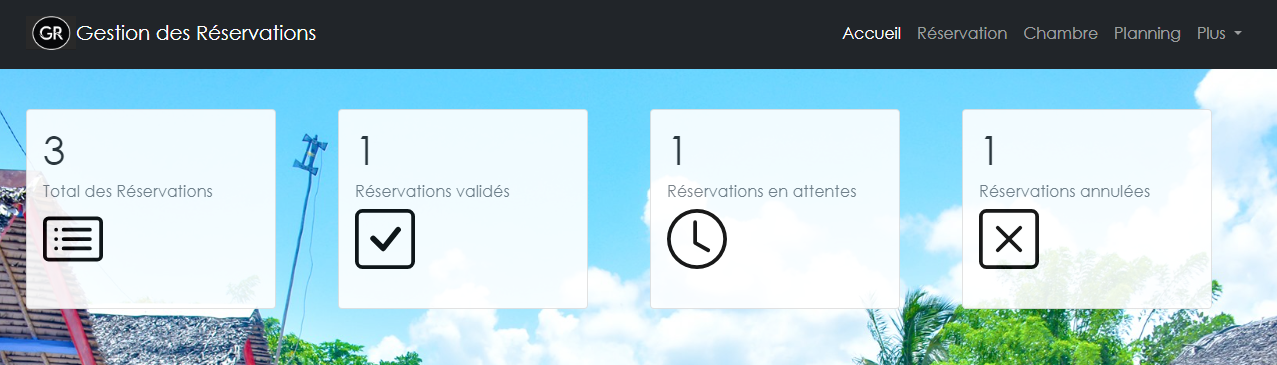 GR Gestion des Réservations
Accueil Réservation Chambre Planning Plus
3
Total des Réservations
1
Réservations validés
1
Réservations en attentes
1
Réservations annulées